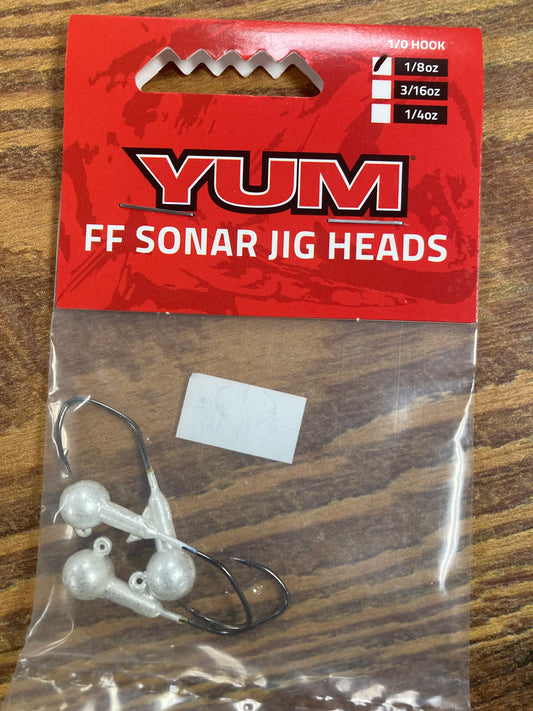 1/0 HOOK
1/8oz
3/16oz
1/4oz
YUM
FF SONAR JIG HEADS